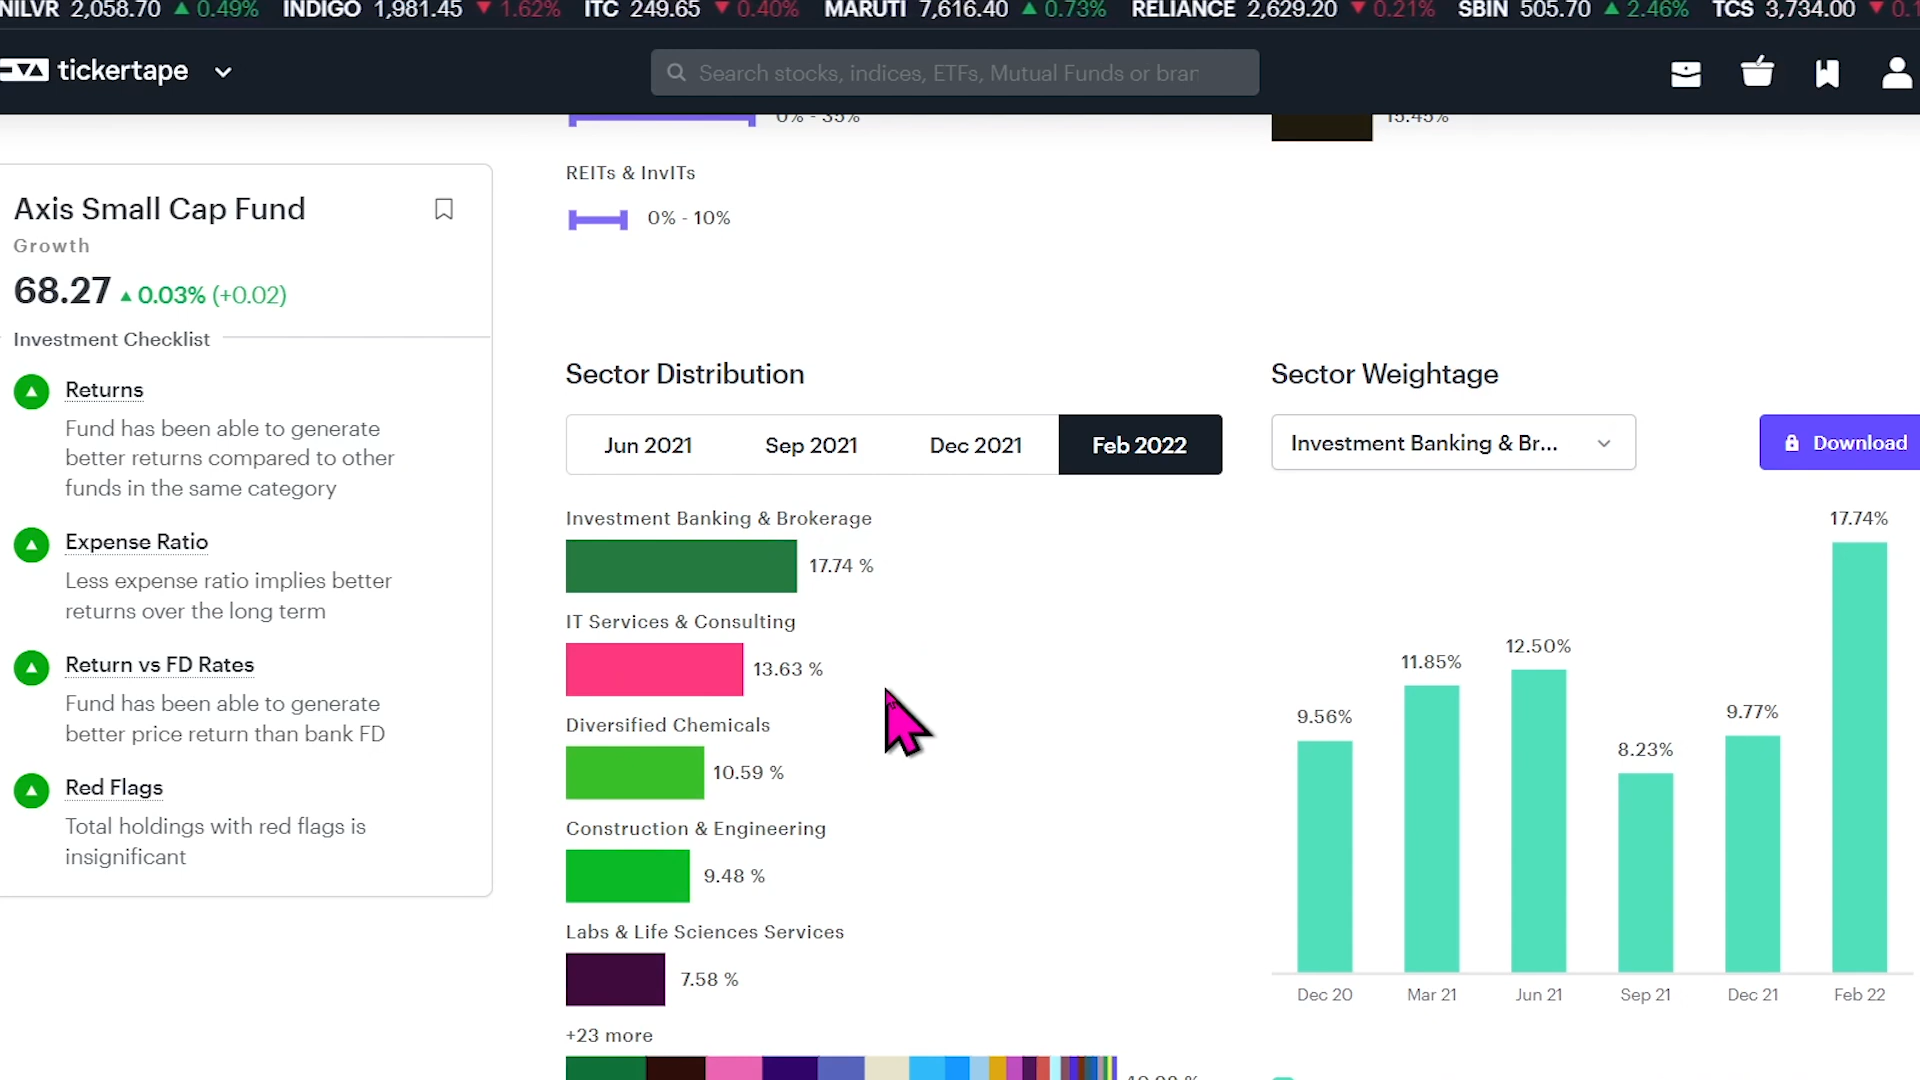 NILVR 2,058.70 ▲ 0.49% INDIGO 1,981.45 ▼ 1.62% ITC 249.65 ▼ 0.40% MARUTI 7,616.40 ▲ 0.73% RELIANCE 2,629.20 ▼ 0.21% SBIN 505.70 ▲ 2.46% TCS 3,734.00 ▼
tickertape
Search stocks, indices, ETFs, Mutual Funds or brar
0% - 35%
15.45%
REITs & InvITs
0% - 10%
Axis Small Cap Fund
Growth
68.27 ▲ 0.03% (+0.02)
Investment Checklist
Returns
Fund has been able to generate
better returns compared to other
funds in the same category
Expense Ratio
Less expense ratio implies better
returns over the long term
Return vs FD Rates
Fund has been able to generate
better price return than bank FD
Red Flags
Total holdings with red flags is
insignificant
Sector Distribution
Jun 2021 Sep 2021 Dec 2021 Feb 2022
Investment Banking & Brokerage
17.74 %
IT Services & Consulting
13.63 %
Diversified Chemicals
10.59 %
Construction & Engineering
9.48 %
Labs & Life Sciences Services
7.58 %
+23 more
Sector Weightage
Investment Banking & Br...
Download
9.56% 11.85% 12.50% 8.23% 9.77% 17.74%
Dec 20 Mar 21 Jun 21 Sep 21 Dec 21 Feb 22